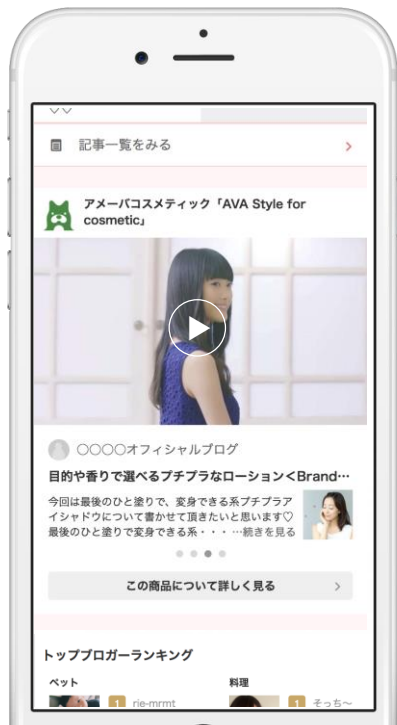 ♡♡
記事一覧をみる
アメーバコスメティック「AVA Style for
cosmetic」
○○○○オフィシャルブログ
目的や香りで選べるプチプラなローション＜Brand…
今回は最後のひと塗りで、変身できる系プチプラア
イシャドウについて書かせて頂きたいと思います♡
最後のひと塗りで変身できる系・・・…続きを見る
この商品について詳しく見る
トップブロガーランキング
ペット
料理
1 rie-mrmt
1 そっち〜